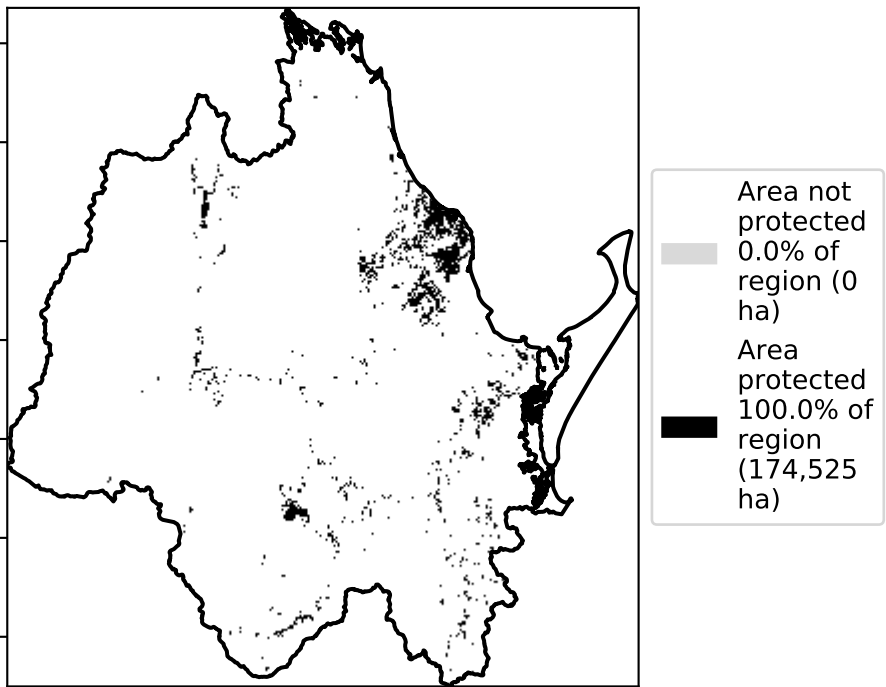 Area not
protected
0.0% of
region (0
ha)
Area
protected
100.0% of
region
(174,525
ha)